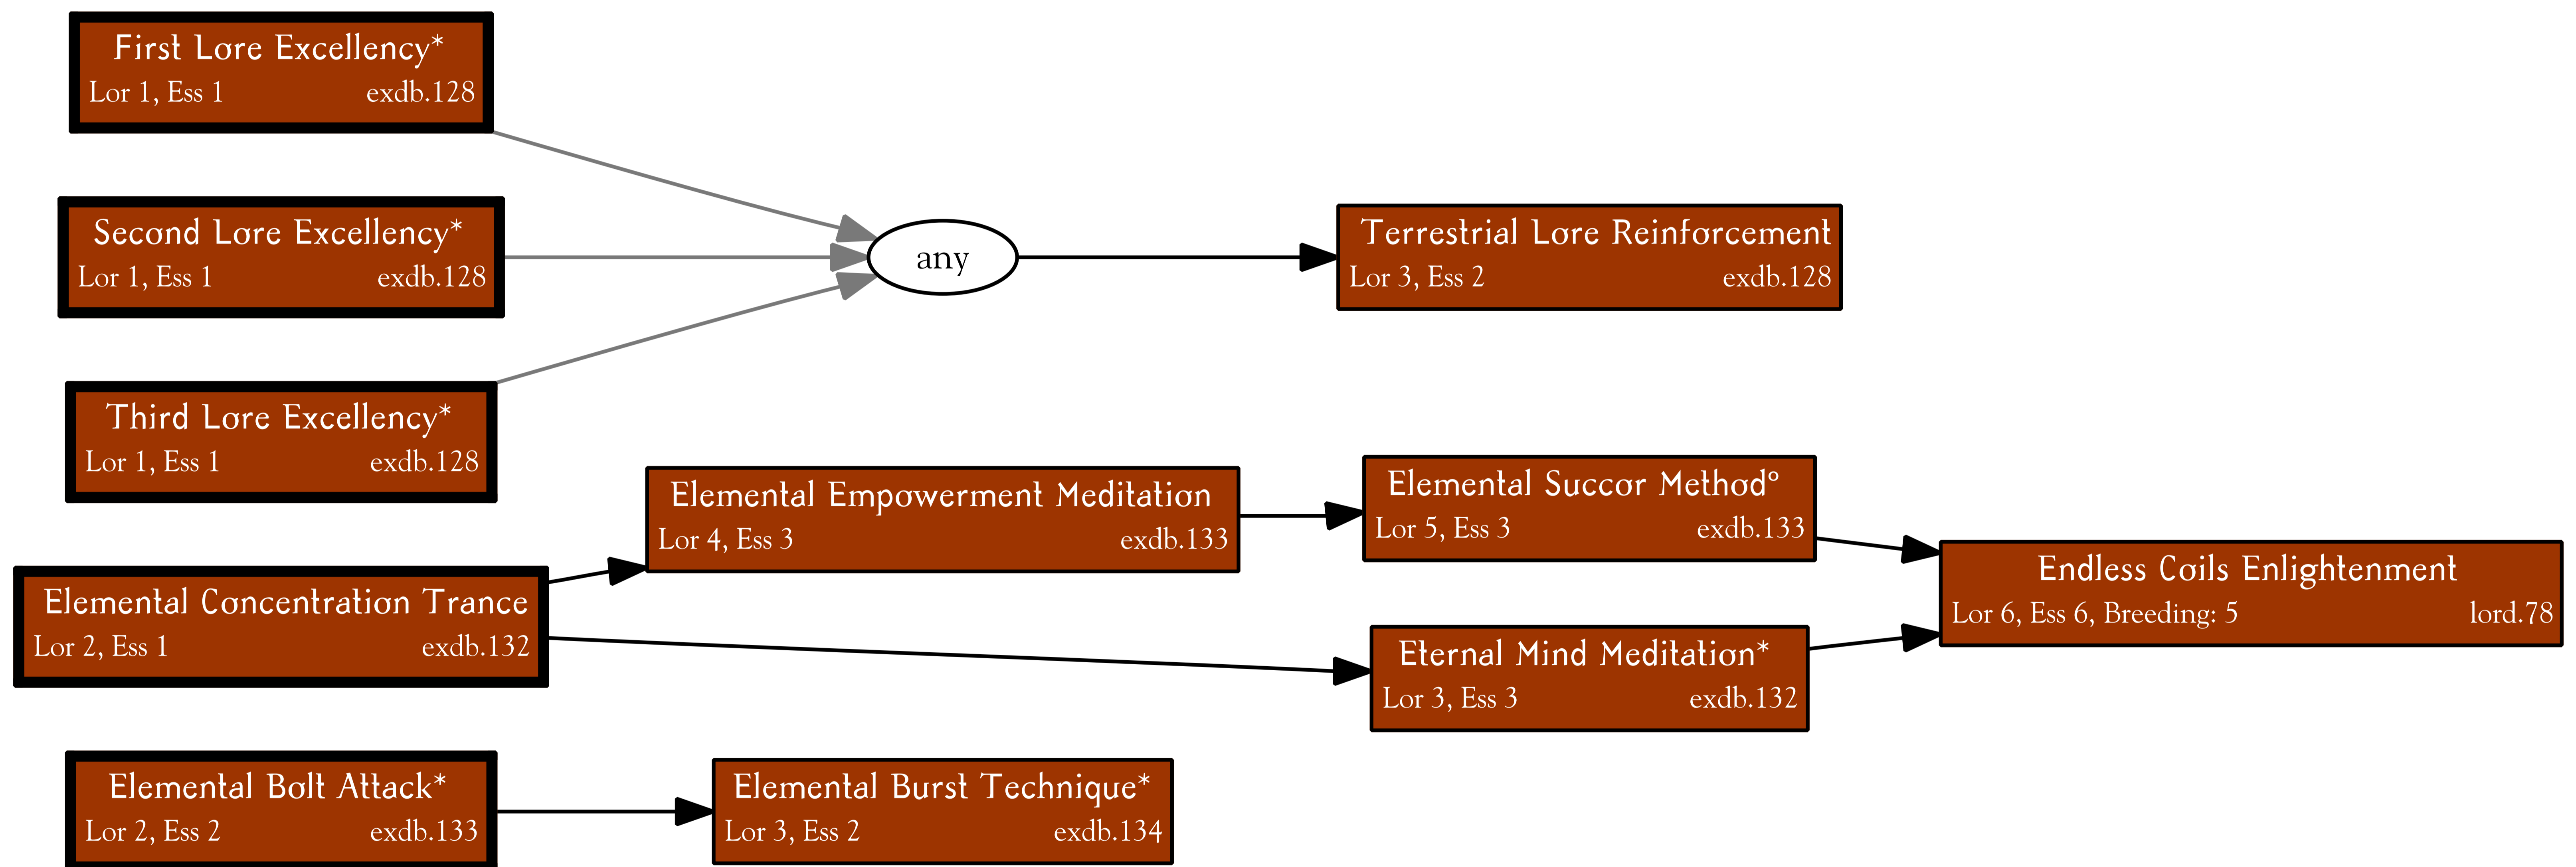 First Lore Excellency*
Lor 1, Ess 1 exdb.128
Second Lore Excellency*
Lor 1, Ess 1 exdb.128
any
Terrestrial Lore Reinforcement
Lor 3, Ess 2 exdb.128
Third Lore Excellency*
Lor 1, Ess 1 exdb.128
Elemental Empowerment Meditation
Lor 4, Ess 3 exdb.133
Elemental Succor Method°
Lor 5, Ess 3 exdb.133
Elemental Concentration Trance
Lor 2, Ess 1 exdb.132
Eternal Mind Meditation*
Lor 3, Ess 3 exdb.132
Endless Coils Enlightenment
Lor 6, Ess 6, Breeding: 5 lord.78
Elemental Bolt Attack*
Lor 2, Ess 2 exdb.133
Elemental Burst Technique*
Lor 3, Ess 2 exdb.134